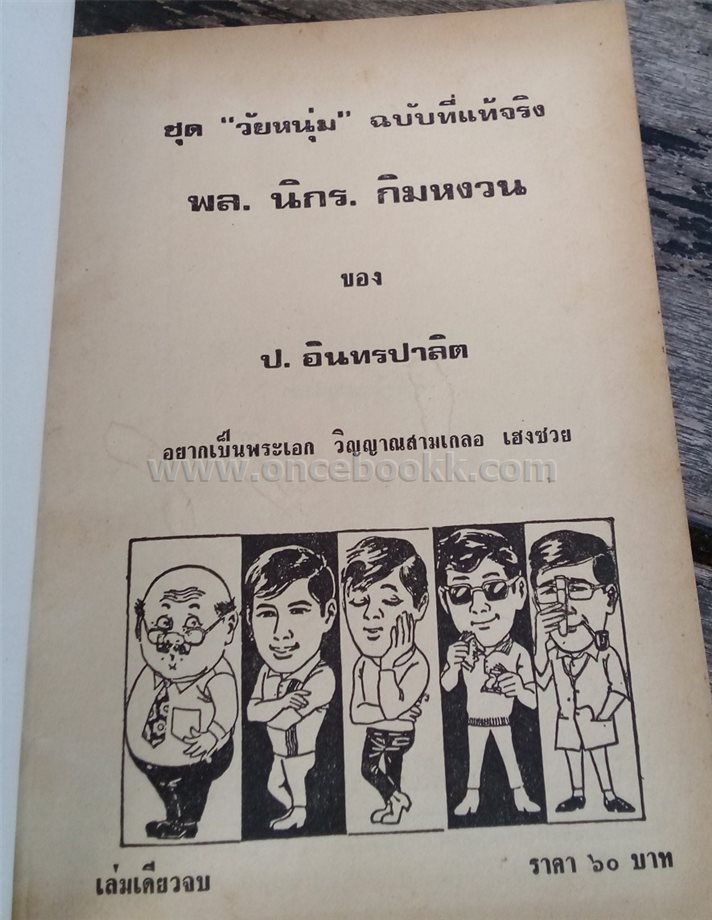 ชุด "วัยหนุ่ม" ฉบับที่แท้จริง
พล. นิกร. กิมหงวน
ของ
ป. อินทรปาลิต
อยากเป็นพระเอก วิญญาณสามเกลอ เฮงซวย
www.oncebookk.com
เล่มเดียวจบ
ราคา ๖๐ บาท